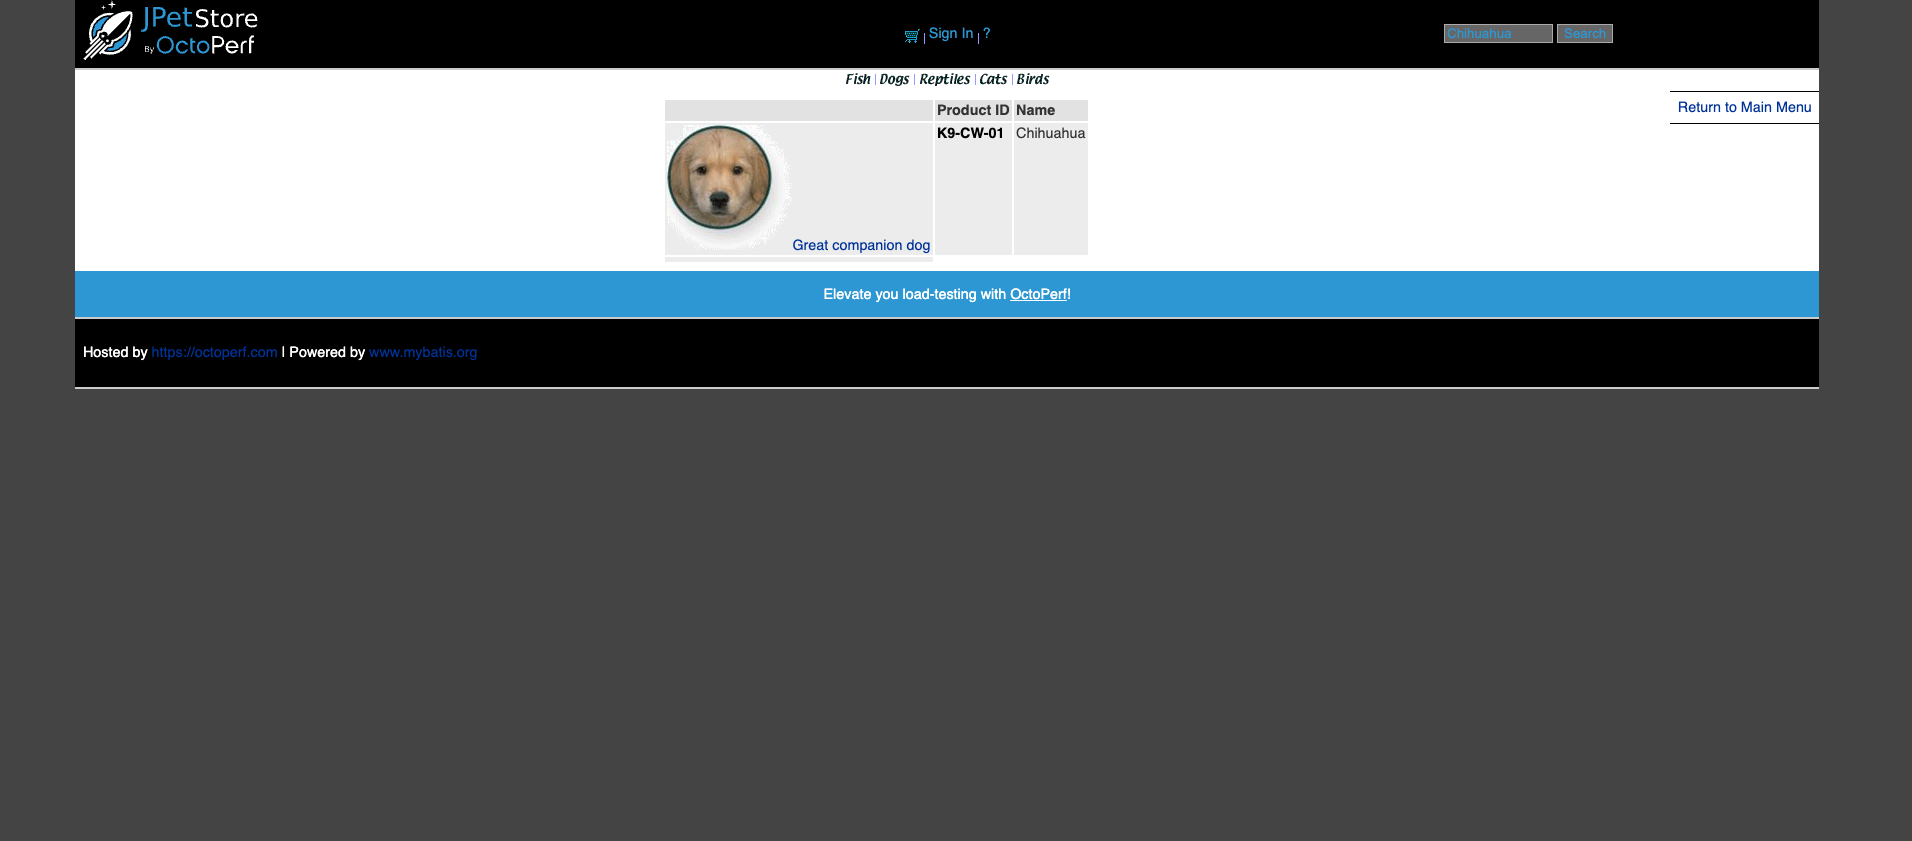 JPetStore
By OctoPerf
Sign In ?
Chihuahua Search
Fish Dogs Reptiles Cats Birds
Return to Main Menu
Product ID Name
Great companion dog K9-CW-01 Chihuahua
Elevate you load-testing with OctoPerf!
Hosted by https://octoperf.com | Powered by www.mybatis.org